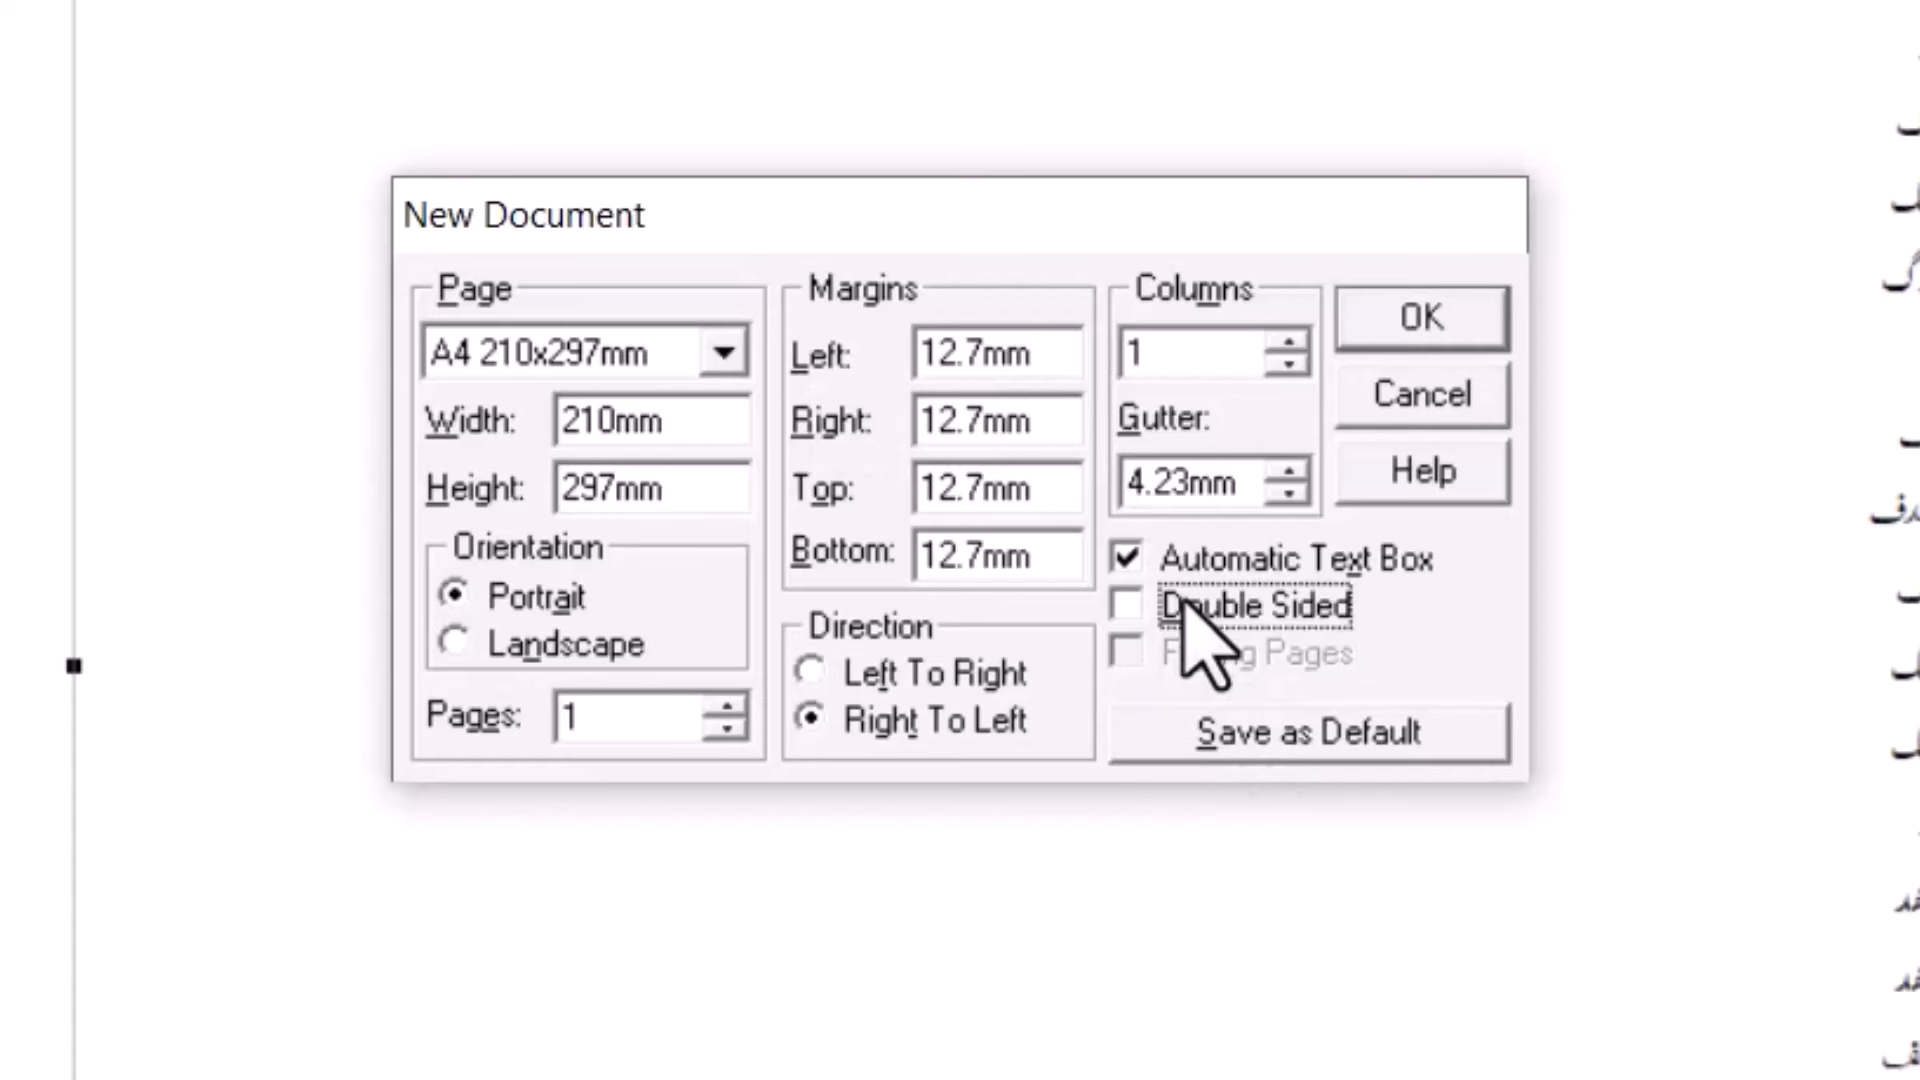 New Document
Page
A4 210x297mm
Width: 210mm
Height: 297mm
Orientation
Portrait
Landscape
Pages: 1
Margins
Left: 12.7mm
Right: 12.7mm
Top: 12.7mm
Bottom: 12.7mm
Direction
Left To Right
Right To Left
Columns
1
Gutter:
4.23mm
Automatic Text Box
Double Sided
Pages
Save as Default
OK
Cancel
Help